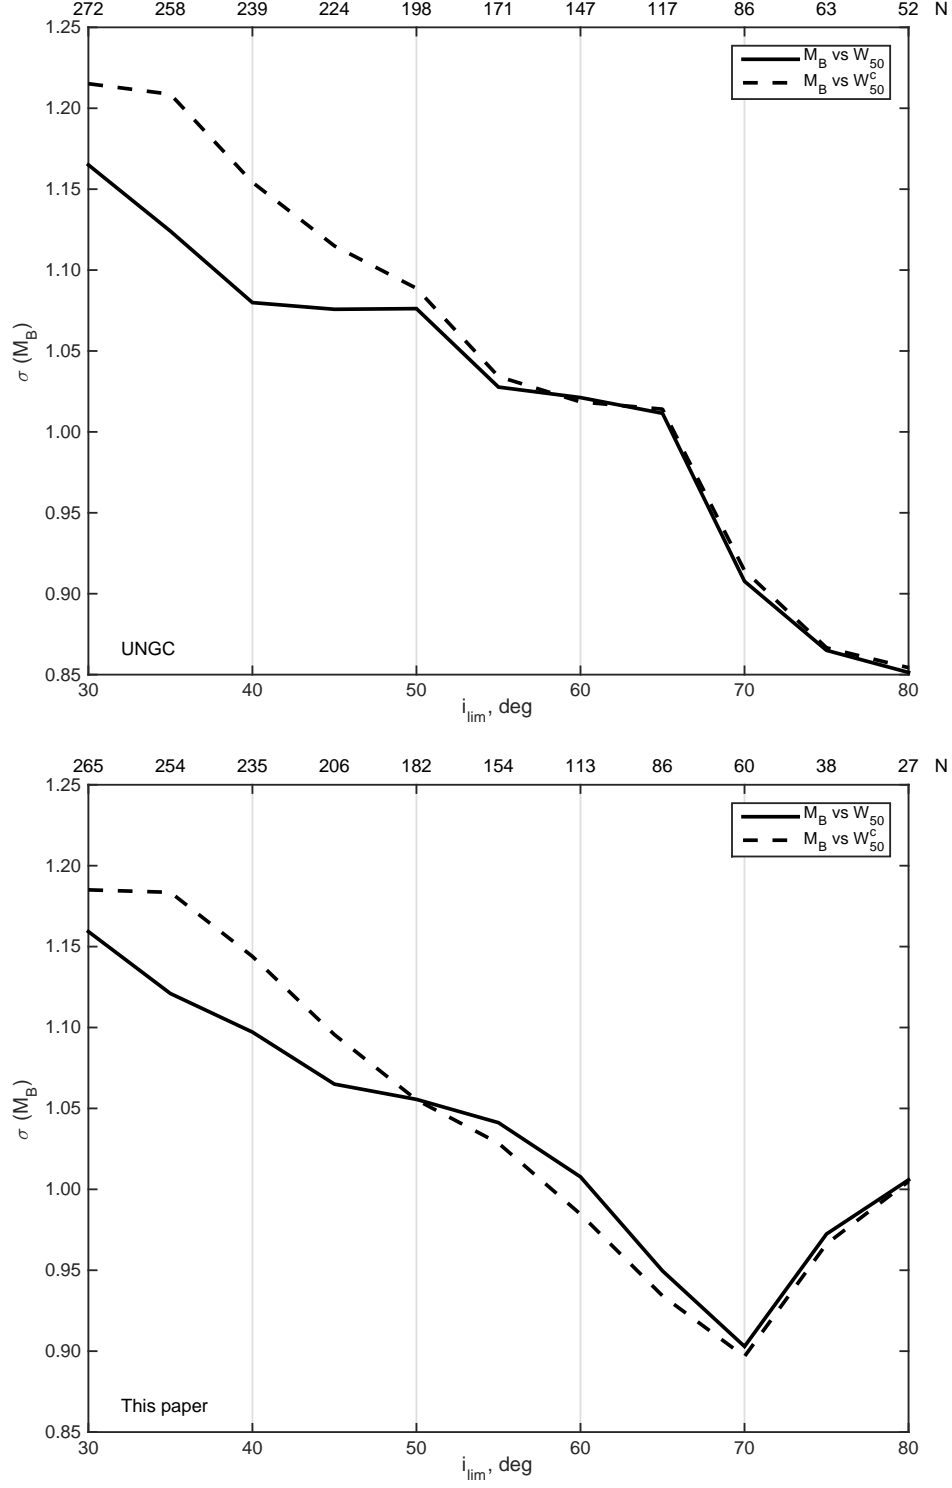 272 258 239 224 198 171 147 117 86 63 52 N
1.25
M_B vs W_50
M_B vs W^c_50
1.20
1.15
1.10
1.05
σ (M_B)
1.00
0.95
0.90
UNGC
0.85
30 40 50 60 70 80
i_lim, deg
265 254 235 206 182 154 113 86 60 38 27 N
1.25
M_B vs W_50
M_B vs W^c_50
1.20
1.15
1.10
1.05
σ (M_B)
1.00
0.95
0.90
This paper
0.85
30 40 50 60 70 80
i_lim, deg